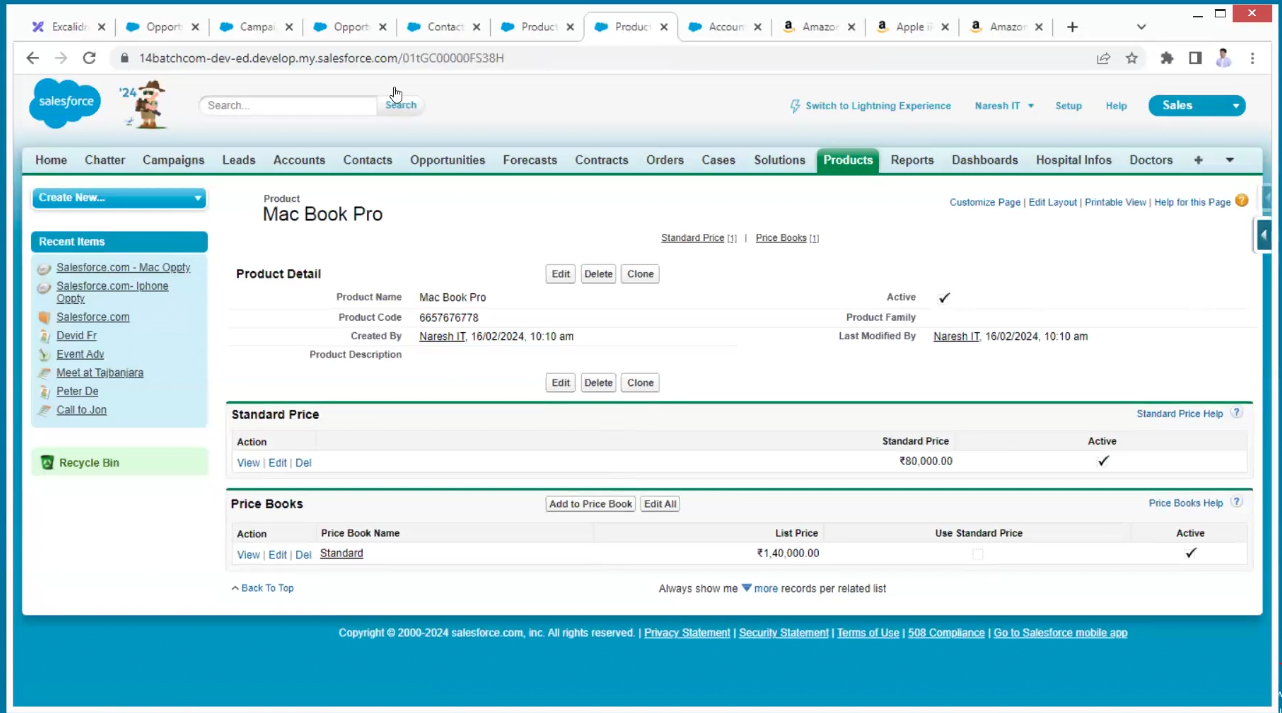 Excalidr
Opport
Campai
Opport
Contac
Produc
Produc
Accoun
Amazo
Apple i
Amazo
14batchcom-dev-ed.develop.my.salesforce.com/01tGC00000FS38H
salesforce
'24
Search...
Search
Switch to Lightning Experience
Naresh IT
Setup
Help
Sales
Home Chatter Campaigns Leads Accounts Contacts Opportunities Forecasts Contracts Orders Cases Solutions Products Reports Dashboards Hospital Infos Doctors +
Create New...
Recent Items
Salesforce.com - Mac Oppty
Salesforce.com- Iphone
Oppty
Salesforce.com
Devid Fr
Event Adv
Meet at Tajbanjara
Peter De
Call to Jon
Recycle Bin
Product
Mac Book Pro
Customize Page | Edit Layout | Printable View | Help for this Page ?
Standard Price [1] | Price Books [1]
Product Detail
Edit Delete Clone
Product Name Mac Book Pro
Active ✓
Product Code 6657676778
Product Family
Created By Naresh IT, 16/02/2024, 10:10 am
Last Modified By Naresh IT, 16/02/2024, 10:10 am
Product Description
Edit Delete Clone
Standard Price
Standard Price Help ?
Action Standard Price Active
View | Edit | Del ₹80,000.00 ✓
Price Books
Add to Price Book Edit All
Price Books Help ?
Action Price Book Name List Price Use Standard Price Active
View | Edit | Del Standard ₹1,40,000.00 ✓
Back To Top
Always show me more records per related list
Copyright © 2000-2024 salesforce.com, inc. All rights reserved. | Privacy Statement | Security Statement | Terms of Use | 508 Compliance | Go to Salesforce mobile app